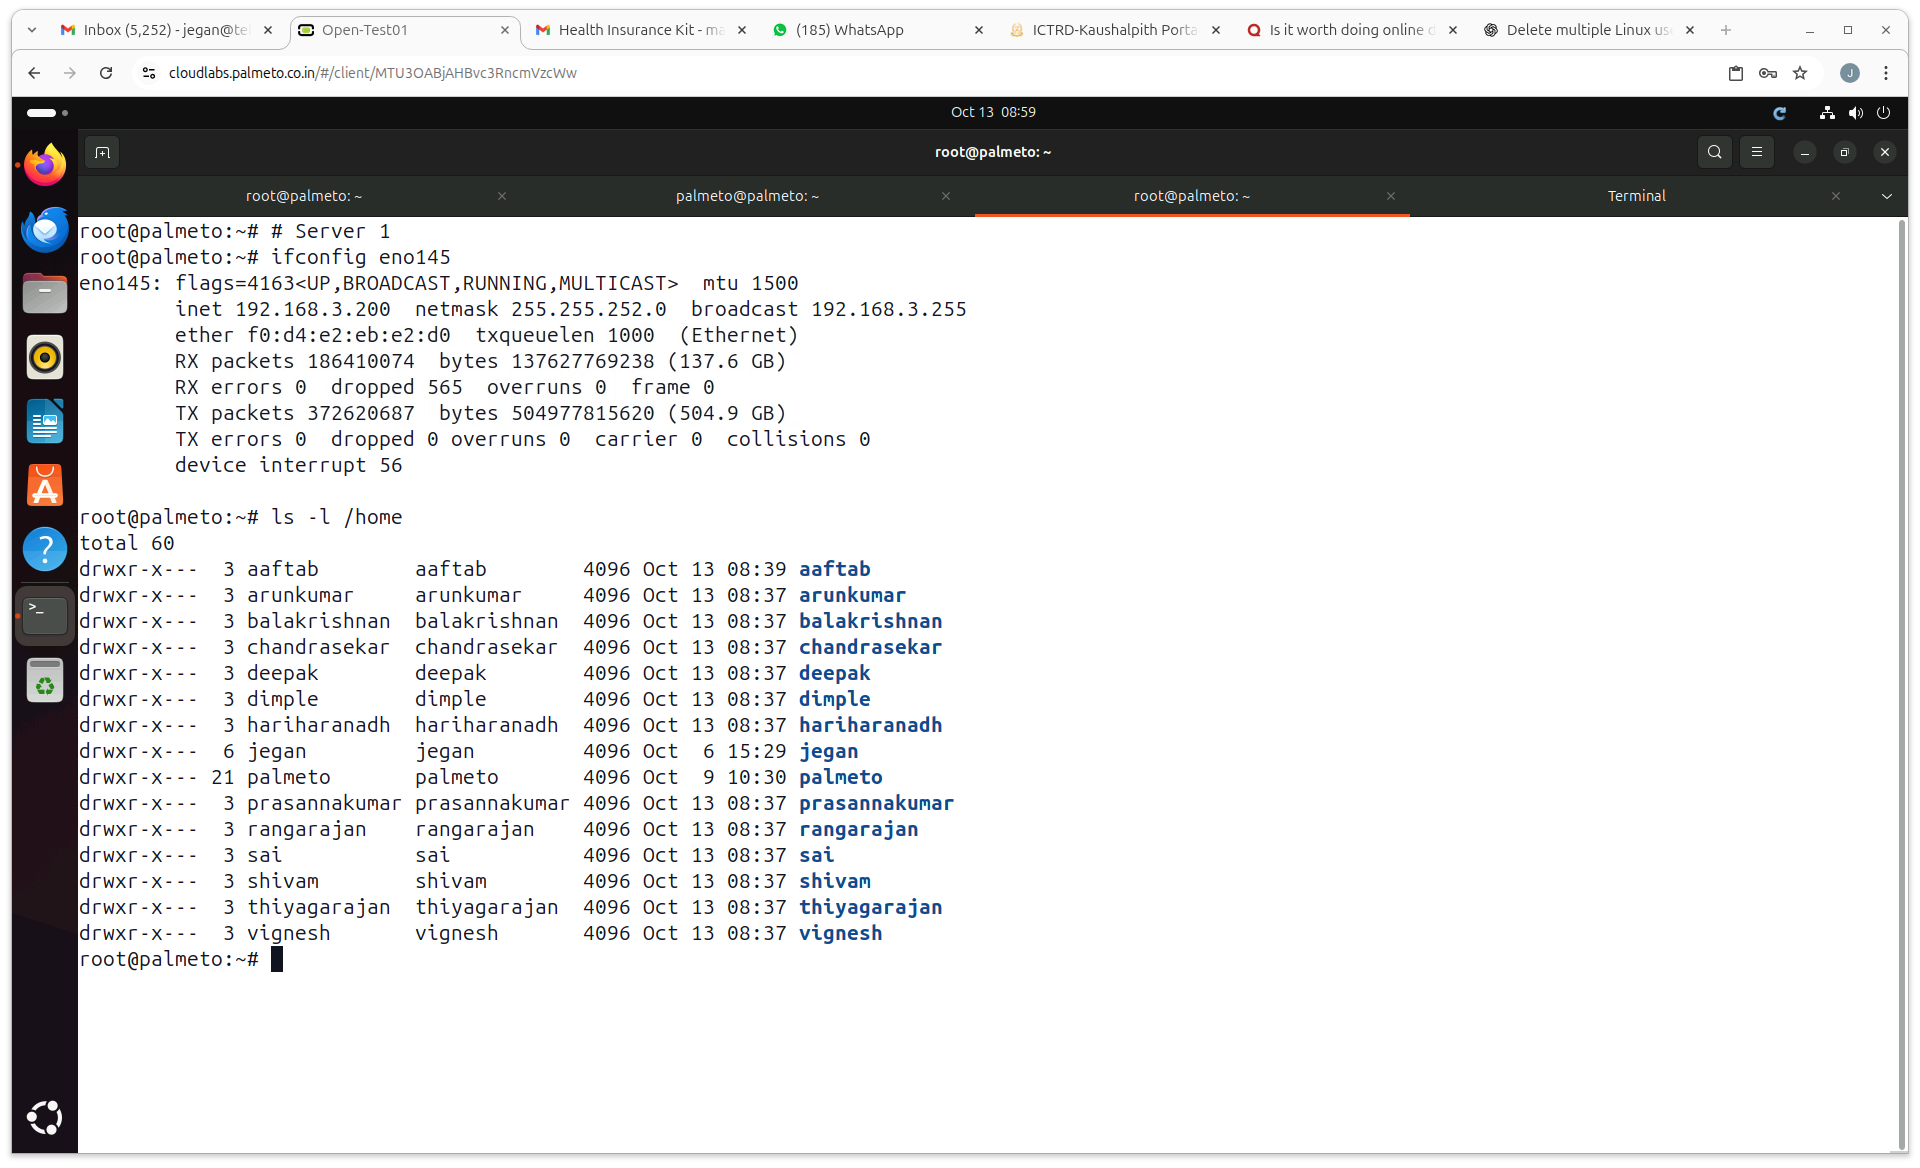 Inbox (5,252) - jegan@tel
Open-Test01
Health Insurance Kit - ma
(185) WhatsApp
ICTRD-Kaushalpith Porta
Is it worth doing online d
Delete multiple Linux us
cloudlabs.palmeto.co.in/#/client/MTU3OABjAHBvc3RncmVzcWw
J
Oct 13 08:59
root@palmeto: ~
root@palmeto: ~
palmeto@palmeto: ~
root@palmeto: ~
Terminal
root@palmeto:~# # Server 1
root@palmeto:~# ifconfig eno145
eno145: flags=4163<UP,BROADCAST,RUNNING,MULTICAST>  mtu 1500
        inet 192.168.3.200  netmask 255.255.252.0  broadcast 192.168.3.255
        ether f0:d4:e2:eb:e2:d0  txqueuelen 1000  (Ethernet)
        RX packets 186410074  bytes 137627769238 (137.6 GB)
        RX errors 0  dropped 565  overruns 0  frame 0
        TX packets 372620687  bytes 504977815620 (504.9 GB)
        TX errors 0  dropped 0 overruns 0  carrier 0  collisions 0
        device interrupt 56
root@palmeto:~# ls -l /home
total 60
drwxr-x---  3 aaftab        aaftab        4096 Oct 13 08:39 aaftab
drwxr-x---  3 arunkumar     arunkumar     4096 Oct 13 08:37 arunkumar
drwxr-x---  3 balakrishnan  balakrishnan  4096 Oct 13 08:37 balakrishnan
drwxr-x---  3 chandrasekar  chandrasekar  4096 Oct 13 08:37 chandrasekar
drwxr-x---  3 deepak        deepak        4096 Oct 13 08:37 deepak
drwxr-x---  3 dimple        dimple        4096 Oct 13 08:37 dimple
drwxr-x---  3 hariharanadh  hariharanadh  4096 Oct 13 08:37 hariharanadh
drwxr-x---  6 jegan         jegan         4096 Oct  6 15:29 jegan
drwxr-x--- 21 palmeto       palmeto       4096 Oct  9 10:30 palmeto
drwxr-x---  3 prasannakumar prasannakumar 4096 Oct 13 08:37 prasannakumar
drwxr-x---  3 rangarajan    rangarajan    4096 Oct 13 08:37 rangarajan
drwxr-x---  3 sai           sai           4096 Oct 13 08:37 sai
drwxr-x---  3 shivam        shivam        4096 Oct 13 08:37 shivam
drwxr-x---  3 thiyagarajan  thiyagarajan  4096 Oct 13 08:37 thiyagarajan
drwxr-x---  3 vignesh       vignesh       4096 Oct 13 08:37 vignesh
root@palmeto:~#